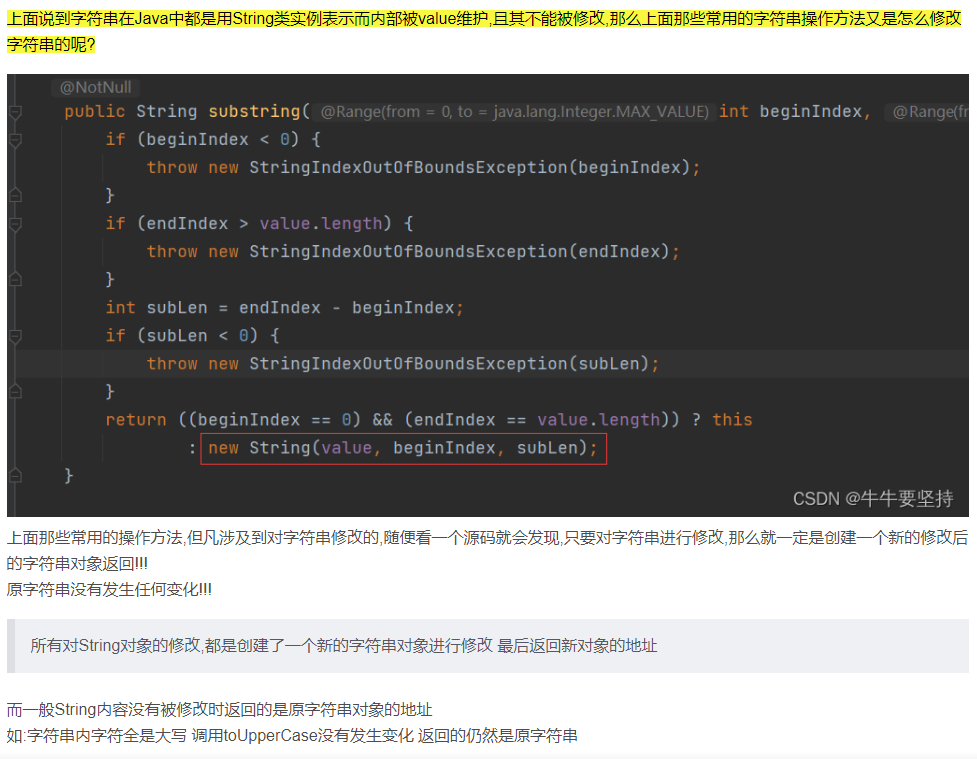 上面说到字符串在Java中都是用String类实例表示而内部被value维护,且其不能被修改,那么上面那些常用的字符串操作方法又是怎么修改
字符串的呢?
@NotNull
public String substring( @Range(from = 0, to = java.lang.Integer.MAX_VALUE) int beginIndex, @Range(fr
if (beginIndex < 0) {
throw new StringIndexOutOfBoundsException(beginIndex);
}
if (endIndex > value.length) {
throw new StringIndexOutOfBoundsException(endIndex);
}
int subLen = endIndex - beginIndex;
if (subLen < 0) {
throw new StringIndexOutOfBoundsException(subLen);
}
return ((beginIndex == 0) && (endIndex == value.length)) ? this
: new String(value, beginIndex, subLen);
}
CSDN @牛牛要坚持
上面那些常用的操作方法,但凡涉及到对字符串修改的,随便看一个源码就会发现,只要对字符串进行修改,那么就一定是创建一个新的修改后
的字符串对象返回!!!
原字符串没有发生任何变化!!!
所有对String对象的修改,都是创建了一个新的字符串对象进行修改 最后返回新对象的地址
而一般String内容没有被修改时返回的是原字符串对象的地址
如:字符串内字符全是大写 调用toUpperCase没有发生变化 返回的仍然是原字符串